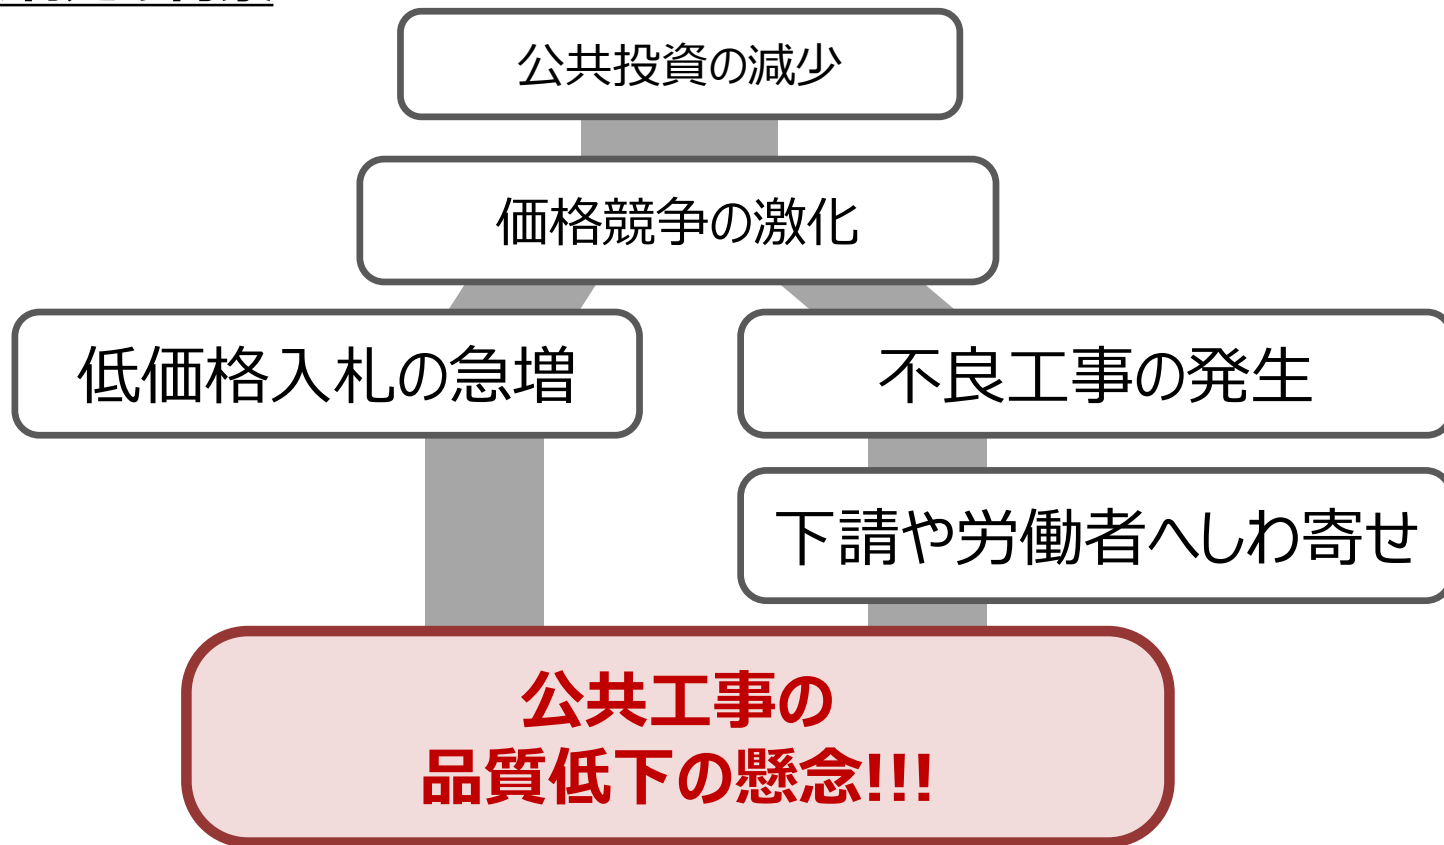 公共投資の減少
価格競争の激化
低価格入札の急増
不良工事の発生
下請や労働者へしわ寄せ
公共工事の
品質低下の懸念!!!